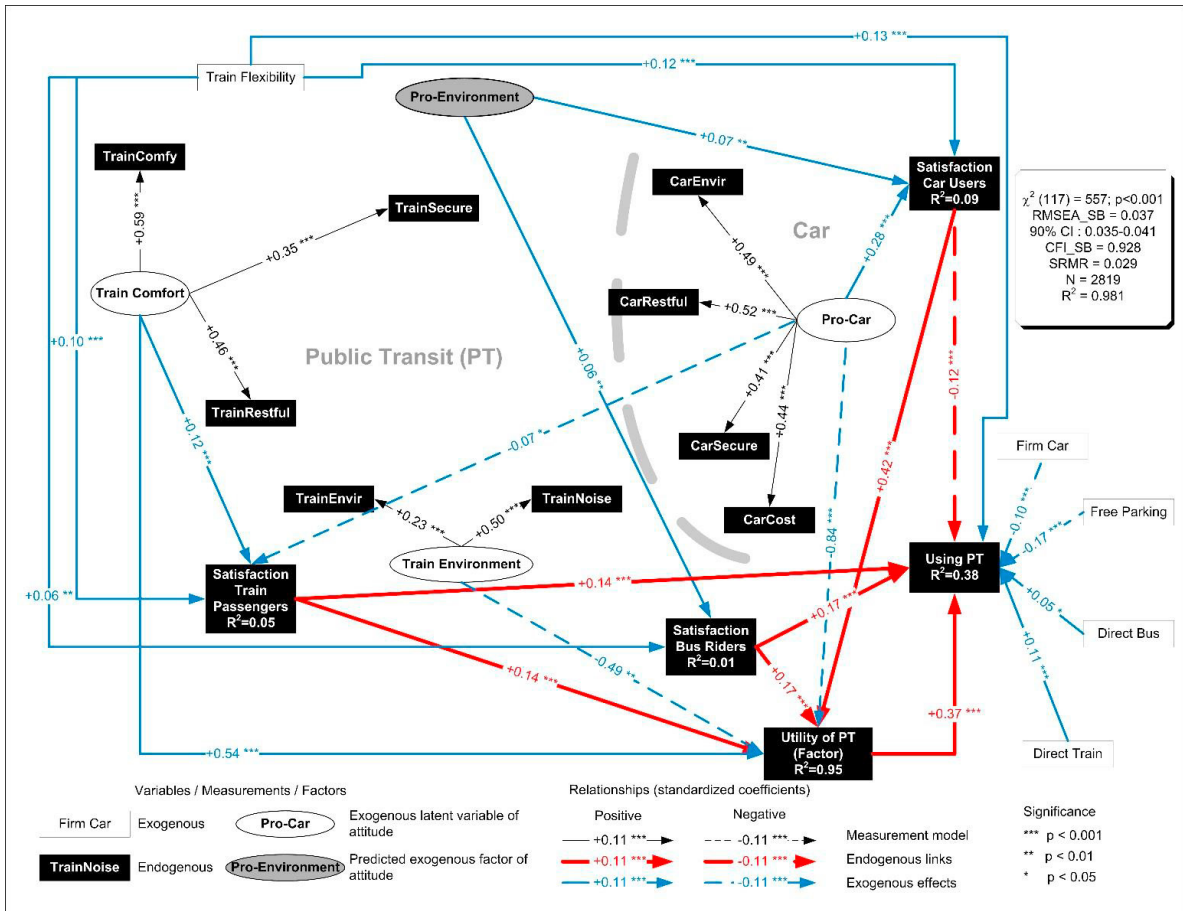 +0.13 ***
+0.12 ***
Train Flexibility
Pro-Environment
+0.07 **
TrainComfy
CarEnvir
Satisfaction
Car Users
R²=0.09
TrainSecure
+0.59 ***
+0.35 ***
Car
+0.28 ***
χ² (117) = 557; p<0.001
RMSEA_SB = 0.037
90% CI : 0.035-0.041
CFI_SB = 0.928
SRMR = 0.029
N = 2819
R² = 0.981
+0.49 ***
Train Comfort
CarRestful
+0.52 ***
Pro-Car
+0.10 ***
+0.46 ***
Public Transit (PT)
+0.06 **
+0.41 ***
+0.44 ***
-0.12 ***
TrainRestful
+0.12 ***
-0.07 *
CarSecure
+0.42 ***
Firm Car
TrainEnvir
TrainNoise
CarCost
+0.23 ***
+0.50 ***
-0.84 ***
-0.10 ***
Free Parking
-0.17 ***
Train Environment
Using PT
R²=0.38
Satisfaction
Train
Passengers
R²=0.05
+0.14 ***
+0.06 **
+0.17 ***
+0.05 *
Direct Bus
Satisfaction
Bus Riders
R²=0.01
+0.11 ***
-0.49 **
+0.14 ***
+0.17 ***
+0.37 ***
Utility of PT
(Factor)
R²=0.95
+0.54 ***
Direct Train
Variables / Measurements / Factors
Relationships (standardized coefficients)
Firm Car
Exogenous
Pro-Car
Exogenous latent variable of
attitude
Positive
Negative
Significance
+0.11 ***
-0.11 ***
Measurement model
*** p < 0.001
TrainNoise
Endogenous
Pro-Environment
Predicted exogenous factor of
attitude
+0.11 ***
-0.11 ***
Endogenous links
** p < 0.01
+0.11 ***
-0.11 ***
Exogenous effects
* p < 0.05